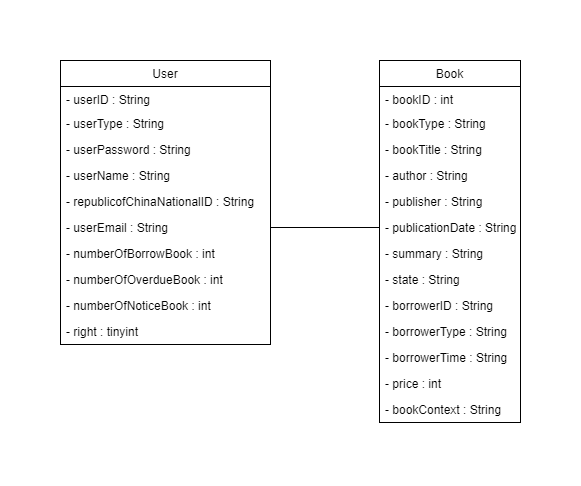 User
- userID : String
- userType : String
- userPassword : String
- userName : String
- republicofChinaNationalID : String
- userEmail : String
- numberOfBorrowBook : int
- numberOfOverdueBook : int
- numberOfNoticeBook : int
- right : tinyint
Book
- bookID : int
- bookType : String
- bookTitle : String
- author : String
- publisher : String
- publicationDate : String
- summary : String
- state : String
- borrowerID : String
- borrowerType : String
- borrowerTime : String
- price : int
- bookContext : String